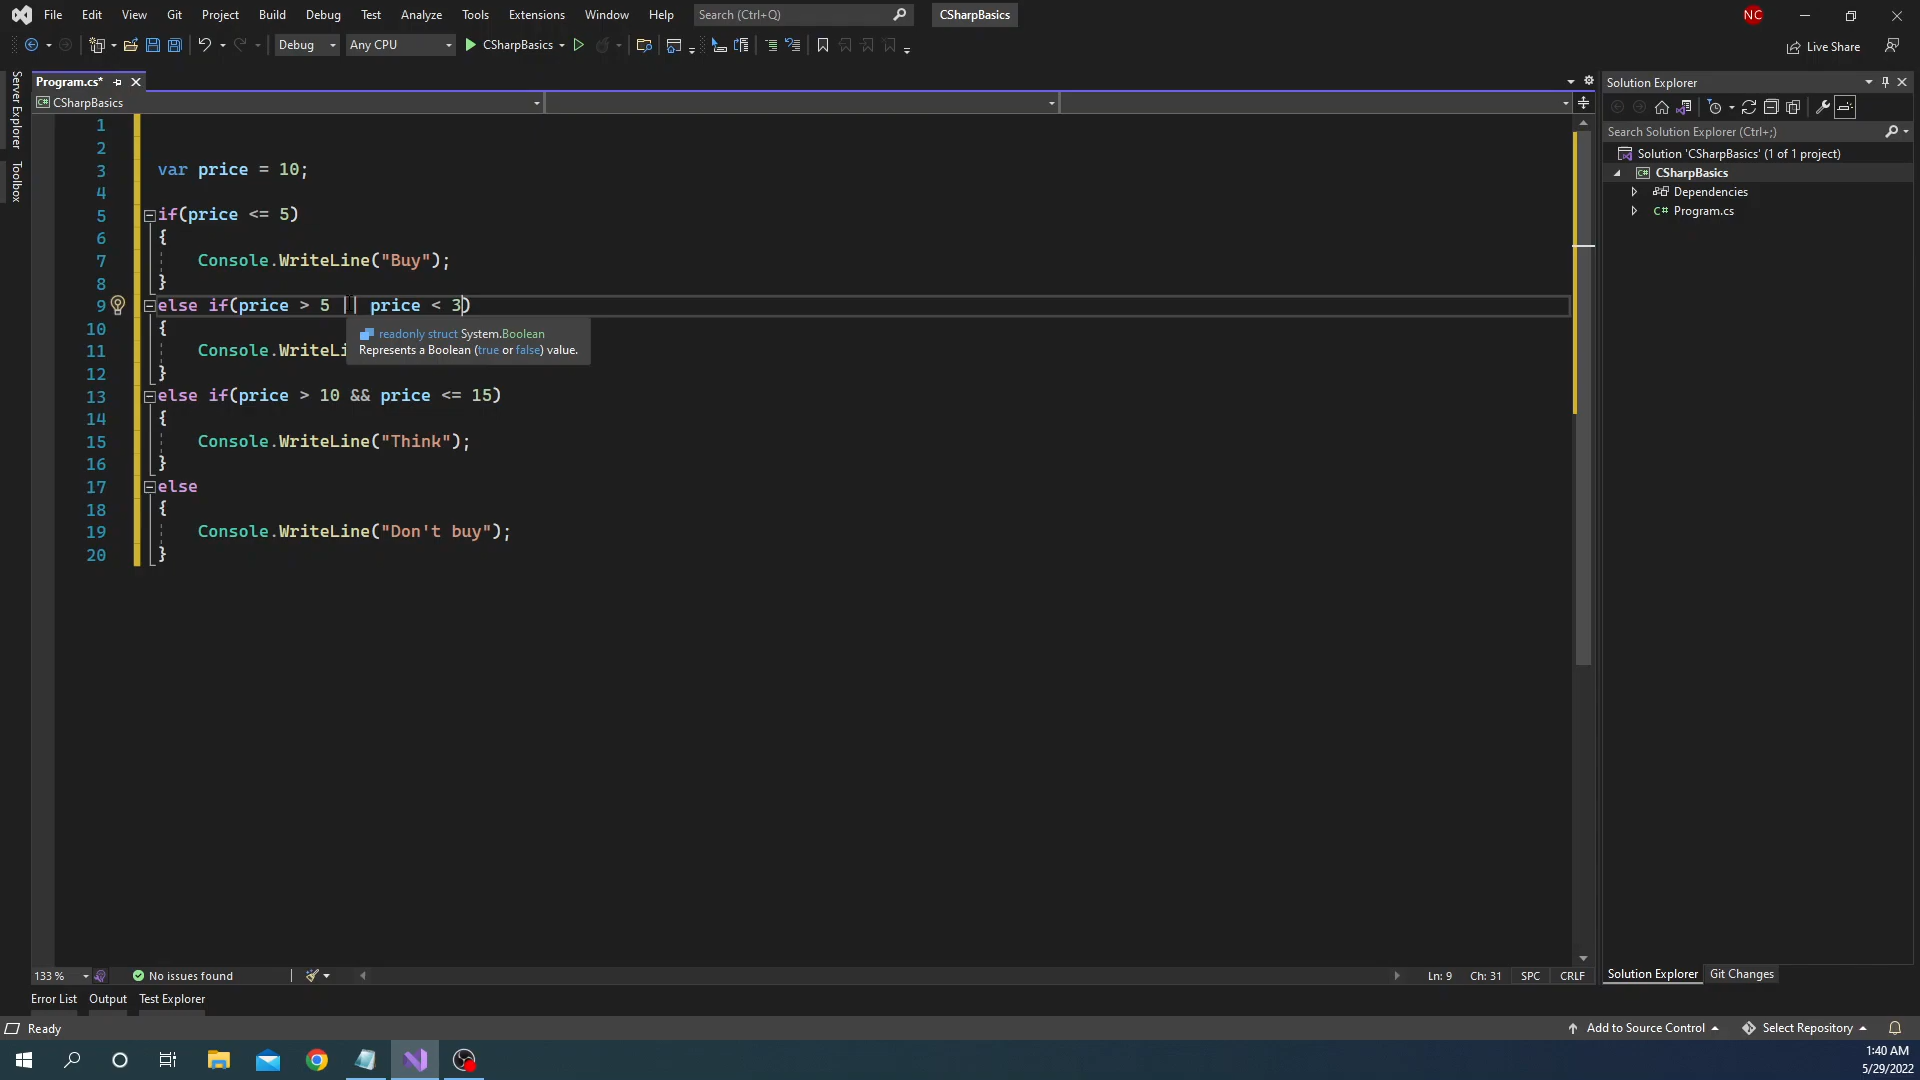 File Edit View Git Project Build Debug Test Analyze Tools Extensions Window Help Search (Ctrl+Q) CSharpBasics NC
Debug Any CPU CSharpBasics Live Share
Server Explorer
Toolbox
Program.cs*
CSharpBasics
1
2
3 var price = 10;
4
5 if(price <= 5)
6 {
7 Console.WriteLine("Buy");
8 }
9 else if(price > 5 || price < 3)
10 {
11 Console.WriteLi
12 }
13 else if(price > 10 && price <= 15)
14 {
15 Console.WriteLine("Think");
16 }
17 else
18 {
19 Console.WriteLine("Don't buy");
20 }
readonly struct System.Boolean
Represents a Boolean (true or false) value.
Solution Explorer
Search Solution Explorer (Ctrl+;)
Solution 'CSharpBasics' (1 of 1 project)
C# CSharpBasics
Dependencies
C# Program.cs
133 % No issues found Ln: 9 Ch: 31 SPC CRLF
Solution Explorer Git Changes
Error List Output Test Explorer
Ready Add to Source Control Select Repository
1:40 AM
5/29/2022